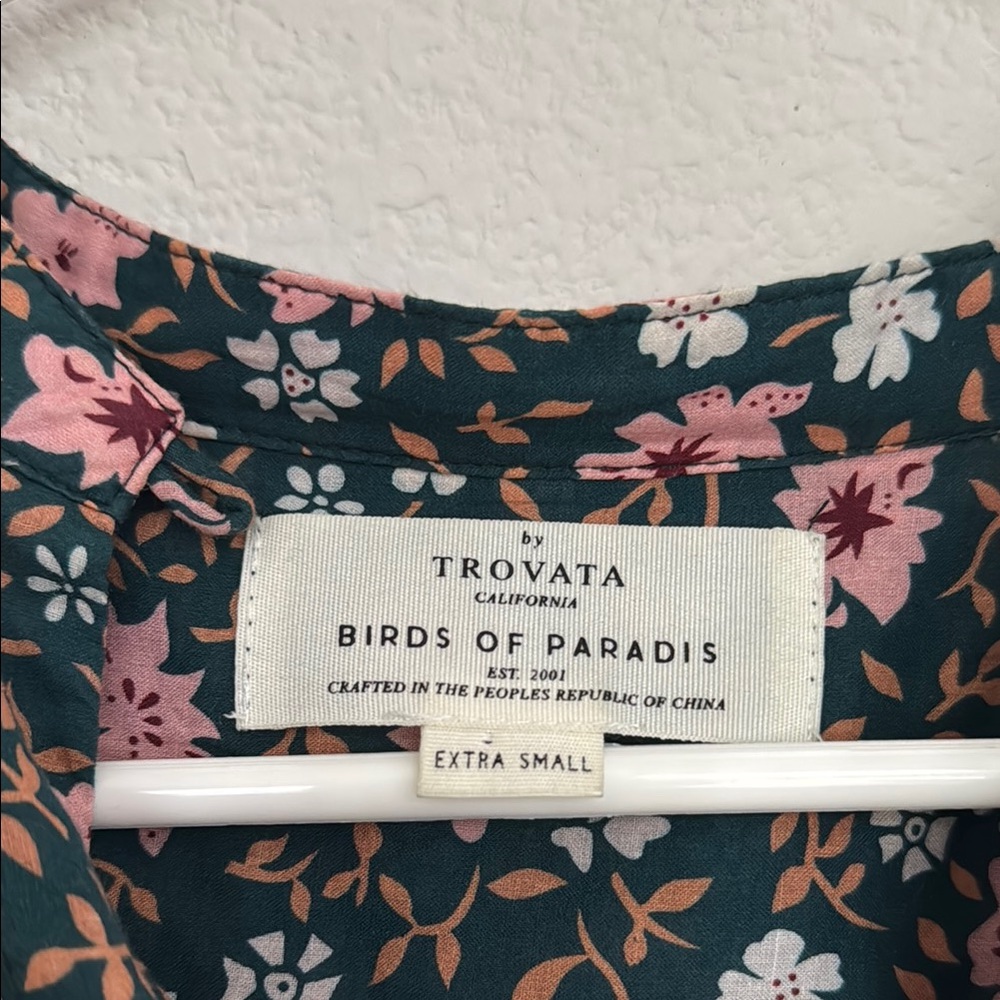 by
TROVATA
CALIFORNIA
BIRDS OF PARADIS
EST. 2001
CRAFTED IN THE PEOPLES REPUBLIC OF CHINA
EXTRA SMALL